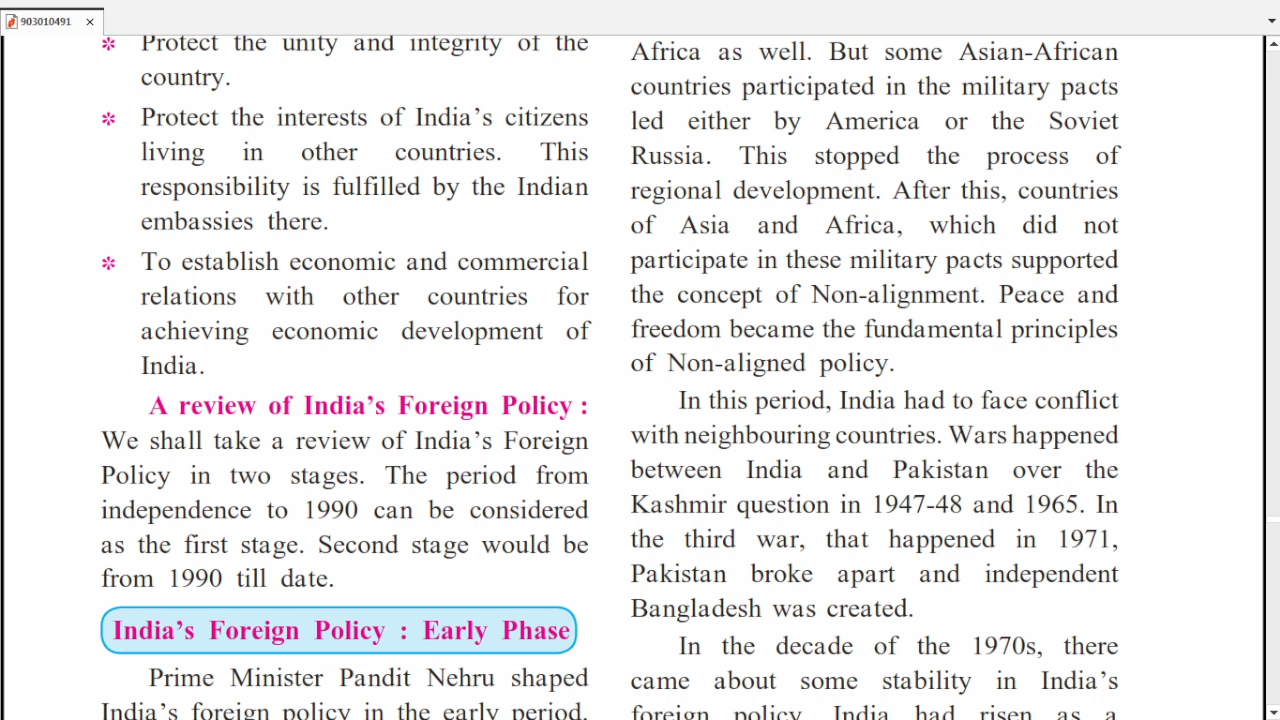 903010491
Protect the unity and integrity of the
country.
* Protect the interests of India's citizens
living in other countries. This
responsibility is fulfilled by the Indian
embassies there.
* To establish economic and commercial
relations with other countries for
achieving economic development of
India.
A review of India's Foreign Policy :
We shall take a review of India's Foreign
Policy in two stages. The period from
independence to 1990 can be considered
as the first stage. Second stage would be
from 1990 till date.
India's Foreign Policy : Early Phase
Prime Minister Pandit Nehru shaped
India's foreign policy in the early period.
Africa as well. But some Asian-African
countries participated in the military pacts
led either by America or the Soviet
Russia. This stopped the process of
regional development. After this, countries
of Asia and Africa, which did not
participate in these military pacts supported
the concept of Non-alignment. Peace and
freedom became the fundamental principles
of Non-aligned policy.
In this period, India had to face conflict
with neighbouring countries. Wars happened
between India and Pakistan over the
Kashmir question in 1947-48 and 1965. In
the third war, that happened in 1971,
Pakistan broke apart and independent
Bangladesh was created.
In the decade of the 1970s, there
came about some stability in India's
foreign policy. India had risen as a